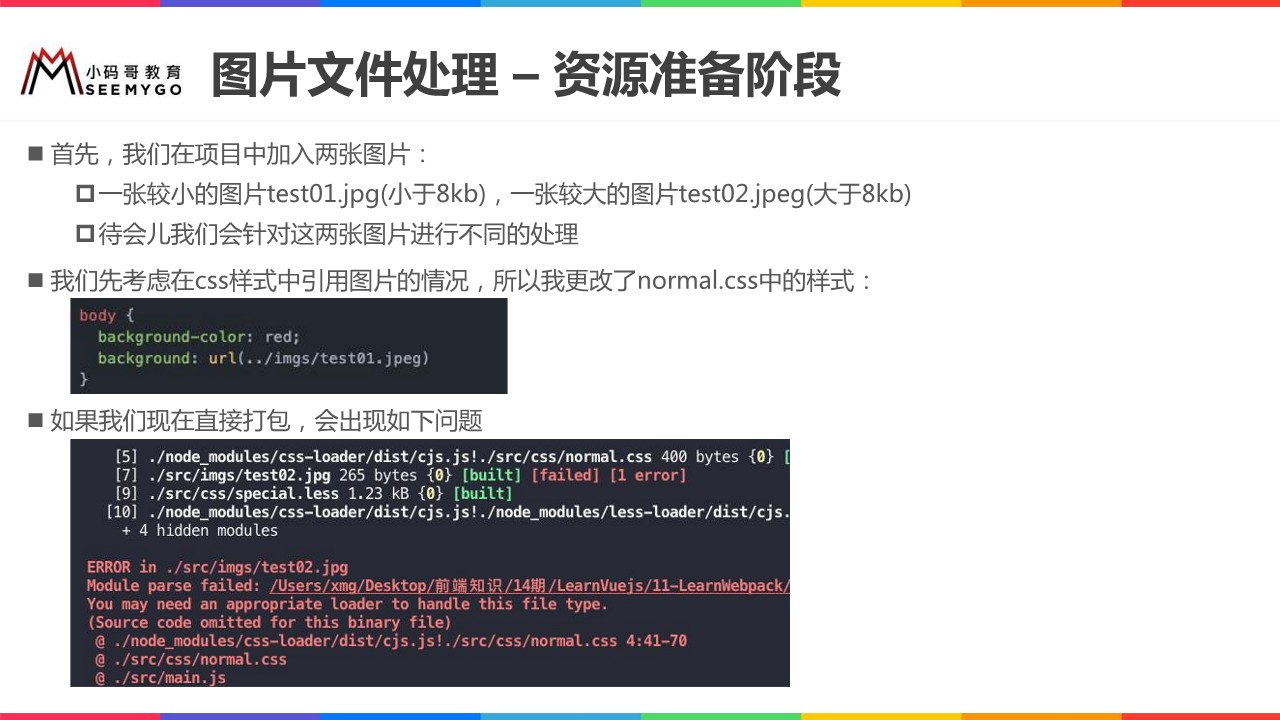 小码哥教育
SEEMYGO
图片文件处理 – 资源准备阶段
首先，我们在项目中加入两张图片：
一张较小的图片test01.jpg(小于8kb)，一张较大的图片test02.jpeg(大于8kb)
待会儿我们会针对这两张图片进行不同的处理
我们先考虑在css样式中引用图片的情况，所以我更改了normal.css中的样式：
body {
  background-color: red;
  background: url(../imgs/test01.jpeg)
}
如果我们现在直接打包，会出现如下问题
[5] ./node_modules/css-loader/dist/cjs.js!./src/css/normal.css 400 bytes {0} [
[7] ./src/imgs/test02.jpg 265 bytes {0} [built] [failed] [1 error]
[9] ./src/css/special.less 1.23 kB {0} [built]
[10] ./node_modules/css-loader/dist/cjs.js!./node_modules/less-loader/dist/cjs.
+ 4 hidden modules
ERROR in ./src/imgs/test02.jpg
Module parse failed: /Users/xmg/Desktop/前端知识/14期/LearnVuejs/11-LearnWebpack/
You may need an appropriate loader to handle this file type.
(Source code omitted for this binary file)
@ ./node_modules/css-loader/dist/cjs.js!./src/css/normal.css 4:41-70
@ ./src/css/normal.css
@ ./src/main.js